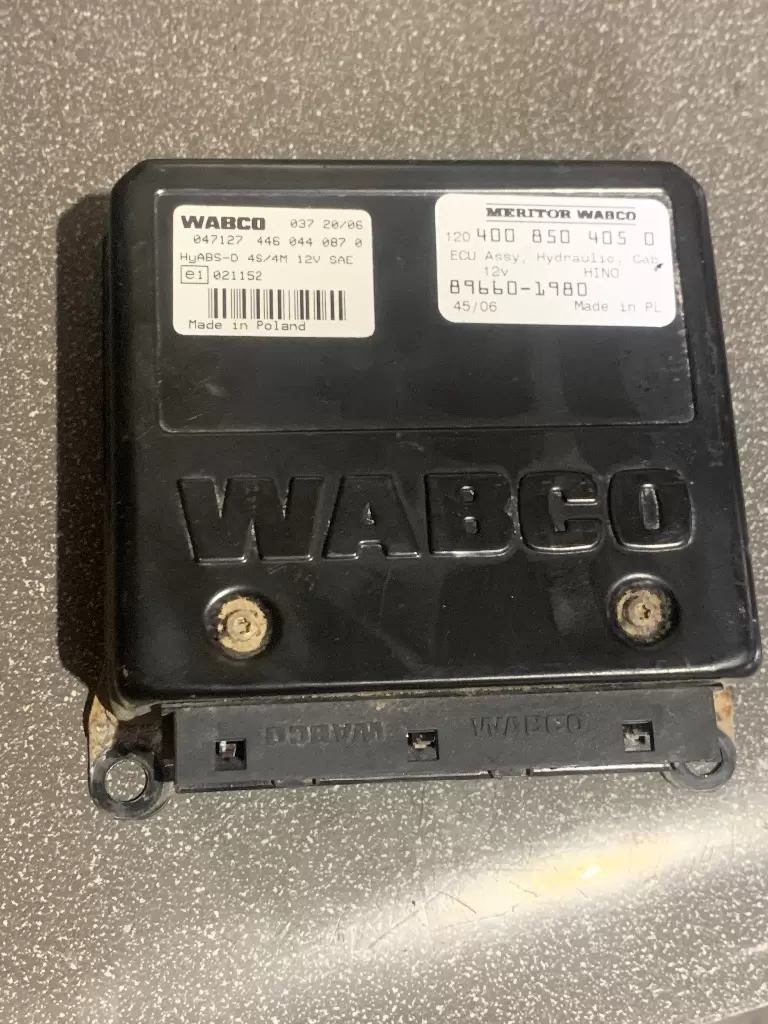 WABCO 037 20/06
047127 446 044 087 0
HyABS-D 4S/4M 12V SAE
e1 021152
Made in Poland
MERITOR WABCO
120 400 850 405 0
ECU Assy, Hydraulic, Cab
12v HINO
89660-1980
45/06 Made in PL
WABCO
WABCO WABCO